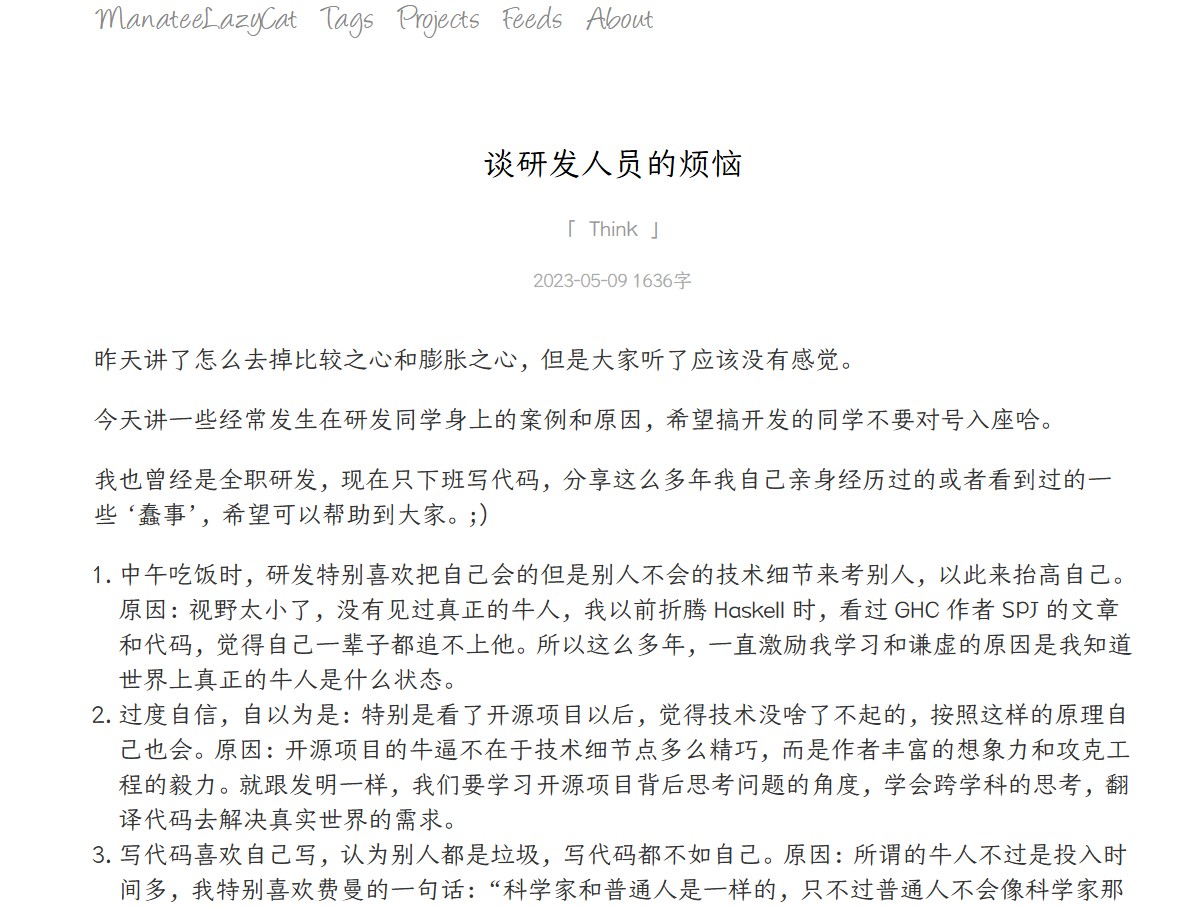 ManateeLazyCat Tags Projects Feeds About
谈研发人员的烦恼
「 Think 」
2023-05-09 1636字
昨天讲了怎么去掉比较之心和膨胀之心，但是大家听了应该没有感觉。
今天讲一些经常发生在研发同学身上的案例和原因，希望搞开发的同学不要对号入座哈。
我也曾经是全职研发，现在只下班写代码，分享这么多年我自己亲身经历过的或者看到过的一
些 ‘蠢事’，希望可以帮助到大家。;)
1. 中午吃饭时，研发特别喜欢把自己会的但是别人不会的技术细节来考别人，以此来抬高自己。
原因：视野太小了，没有见过真正的牛人，我以前折腾 Haskell 时，看过 GHC 作者 SPJ 的文章
和代码，觉得自己一辈子都追不上他。所以这么多年，一直激励我学习和谦虚的原因是我知道
世界上真正的牛人是什么状态。
2. 过度自信，自以为是：特别是看了开源项目以后，觉得技术没啥了不起的，按照这样的原理自
己也会。原因：开源项目的牛逼不在于技术细节点多么精巧，而是作者丰富的想象力和攻克工
程的毅力。就跟发明一样，我们要学习开源项目背后思考问题的角度，学会跨学科的思考，翻
译代码去解决真实世界的需求。
3. 写代码喜欢自己写，认为别人都是垃圾，写代码都不如自己。原因：所谓的牛人不过是投入时
间多，我特别喜欢费曼的一句话：“科学家和普通人是一样的，只不过普通人不会像科学家那